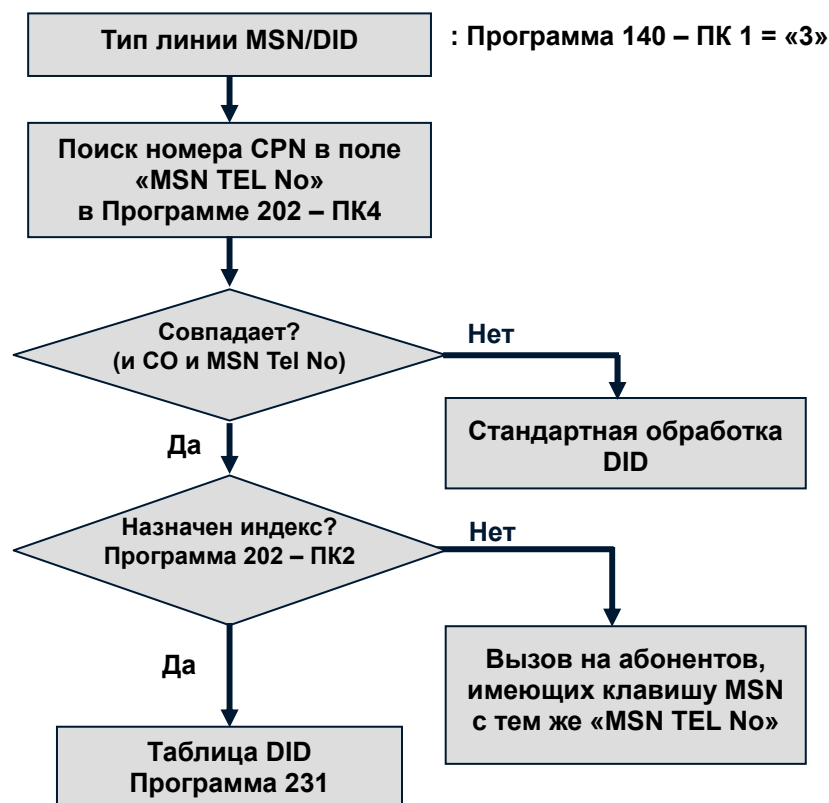 Тип линии MSN/DID
: Программа 140 – ПК 1 = «3»
Поиск номера CPN в поле
«MSN TEL No»
в Программе 202 – ПК4
Совпадает?
(и CO и MSN Tel No)
Нет
Да
Стандартная обработка
DID
Назначен индекс?
Программа 202 – ПК2
Нет
Да
Вызов на абонентов,
имеющих клавишу MSN
с тем же «MSN TEL No»
Таблица DID
Программа 231